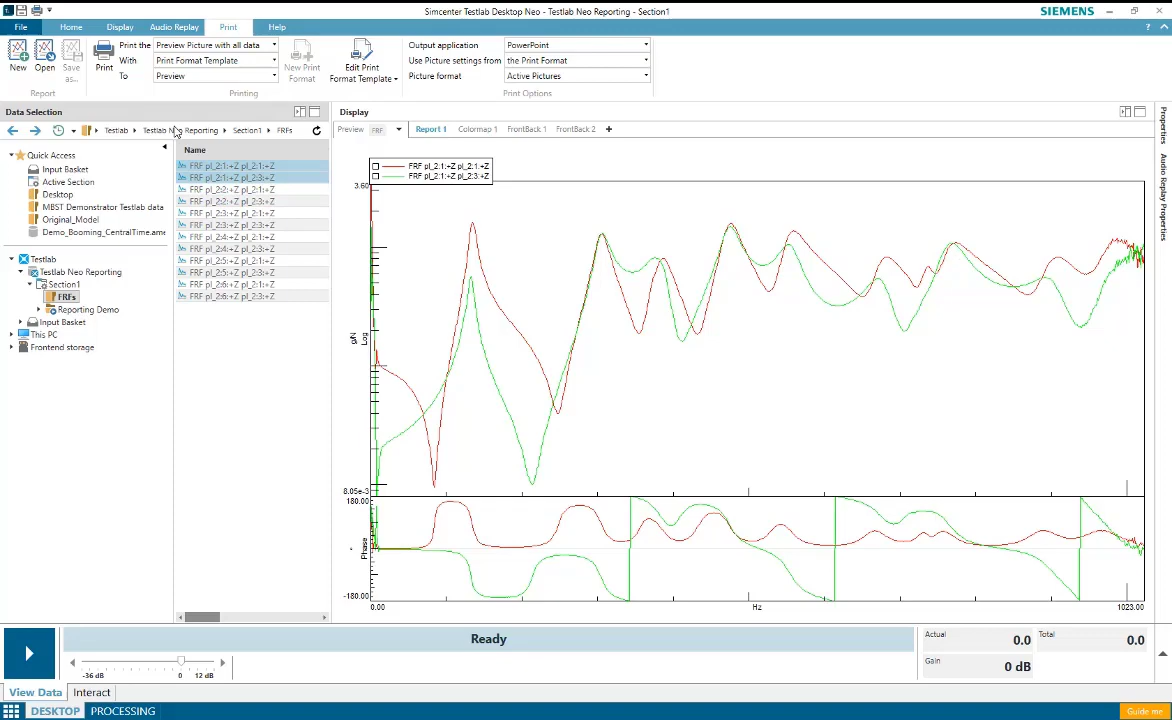 Simcenter Testlab Desktop Neo - Testlab Neo Reporting - Section1
SIEMENS
File Home Display Audio Replay Print Help
New
Open
Save as...
Report
Print
Print the Preview Picture with all data
With Print Format Template
To Preview
New Print Format
Edit Print Format Template
Printing
Output application PowerPoint
Use Picture settings from the Print Format
Picture format Active Pictures
Print Options
Data Selection
Testlab Testlab Neo Reporting Section1 FRFs
Quick Access
Input Basket
Active Section
Desktop
MBST Demonstrator Testlab data
Original_Model
Demo_Booming_CentralTime.ame
Testlab
Testlab Neo Reporting
Section1
FRFs
Reporting Demo
Input Basket
This PC
Frontend storage
Name
FRF pl_2:1:+Z pl_2:1:+Z
FRF pl_2:1:+Z pl_2:3:+Z
FRF pl_2:2:+Z pl_2:1:+Z
FRF pl_2:2:+Z pl_2:3:+Z
FRF pl_2:3:+Z pl_2:1:+Z
FRF pl_2:3:+Z pl_2:3:+Z
FRF pl_2:4:+Z pl_2:1:+Z
FRF pl_2:4:+Z pl_2:3:+Z
FRF pl_2:5:+Z pl_2:1:+Z
FRF pl_2:5:+Z pl_2:3:+Z
FRF pl_2:6:+Z pl_2:1:+Z
FRF pl_2:6:+Z pl_2:3:+Z
Display
Preview FRF Report 1 Colormap 1 FrontBack 1 FrontBack 2 +
FRF pl_2:1:+Z pl_2:1:+Z
FRF pl_2:1:+Z pl_2:3:+Z
3.60
g/N
Log
8.05e-3
180.00
Phase
°
-180.00
0.00 Hz 1023.00
Properties
Audio Replay properties
Ready
-36 dB 0 12 dB
Actual 0.0
Total 0.0
Gain 0 dB
View Data Interact
DESKTOP PROCESSING
Guide me